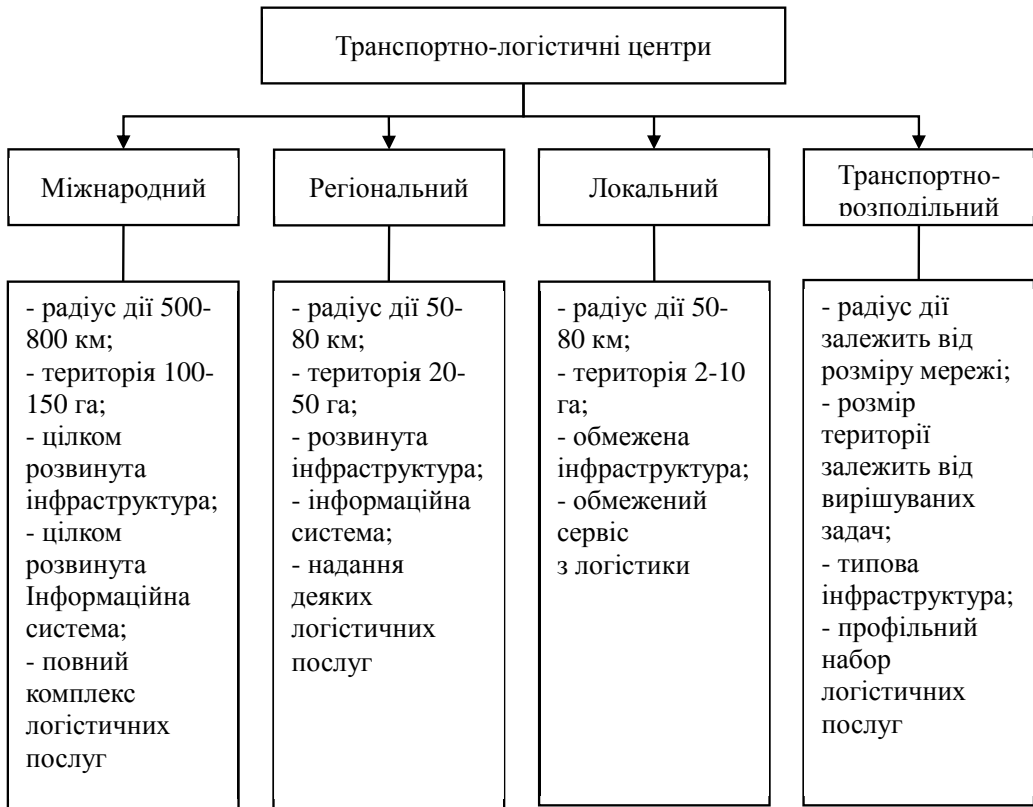 Транспортно-логістичні центри
Міжнародний
Регіональний
Локальний
Транспортно-
розподільний
- радіус дії 500-
800 км;
- територія 100-
150 га;
- цілком
розвинута
інфраструктура;
- цілком
розвинута
Інформаційна
система;
- повний
комплекс
логістичних
послуг
- радіус дії 50-
80 км;
- територія 20-
50 га;
- розвинута
інфраструктура;
- інформаційна
система;
- надання
деяких
логістичних
послуг
- радіус дії 50-
80 км;
- територія 2-10
га;
- обмежена
інфраструктура;
- обмежений
сервіс
з логістики
- радіус дії
залежить від
розміру мережі;
- розмір
території
залежить від
вирішуваних
задач;
- типова
інфраструктура;
- профільний
набор
логістичних
послуг